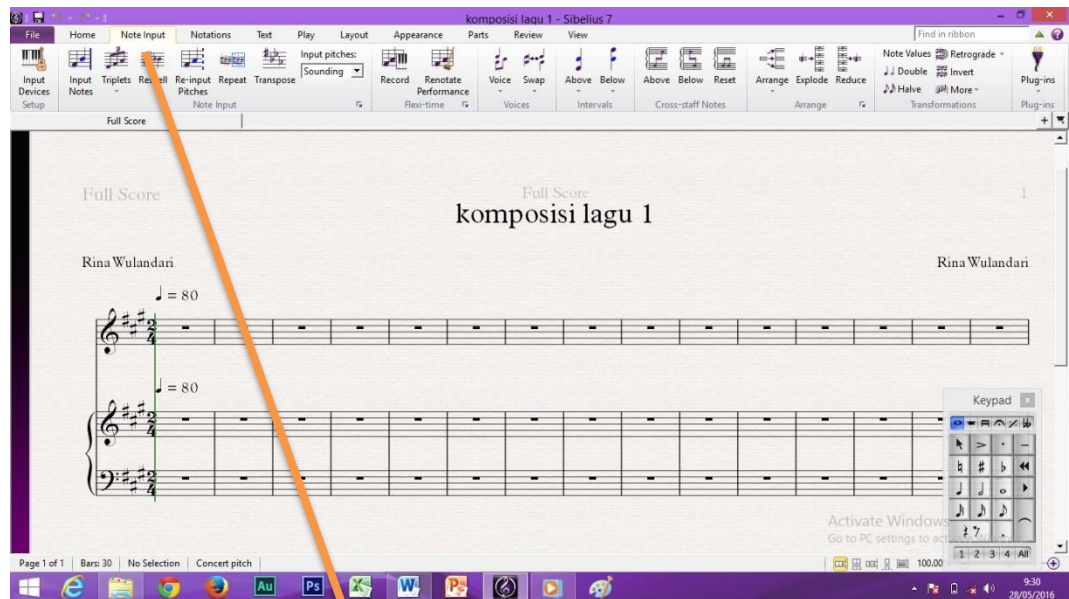 komposisi lagu 1 - Sibelius 7
File Home Note Input Notations Text Play Layout Appearance Parts Review View Find in ribbon
Input Devices
Input Notes
Triplets
Re-input Pitches
Repeat
Transpose
Input pitches:
Sounding
Record
Renotate Performance
Voice
Swap
Above
Below
Above
Below
Reset
Arrange
Explode
Reduce
Note Values
Double
Halve
Retrograde
Invert
More
Plug-ins
Setup Note Input Flexi-time Voices Intervals Cross-staff Notes Arrange Transformations Plug-ins
Full Score
Full Score Full Score 1
komposisi lagu 1
Rina Wulandari Rina Wulandari
= 80
= 80
Keypad
1 2 3 4 All
Activate Windows
Go to PC settings to
Page 1 of 1 Bars: 30 No Selection Concert pitch 100.00
Au Ps
9:30
28/05/2016